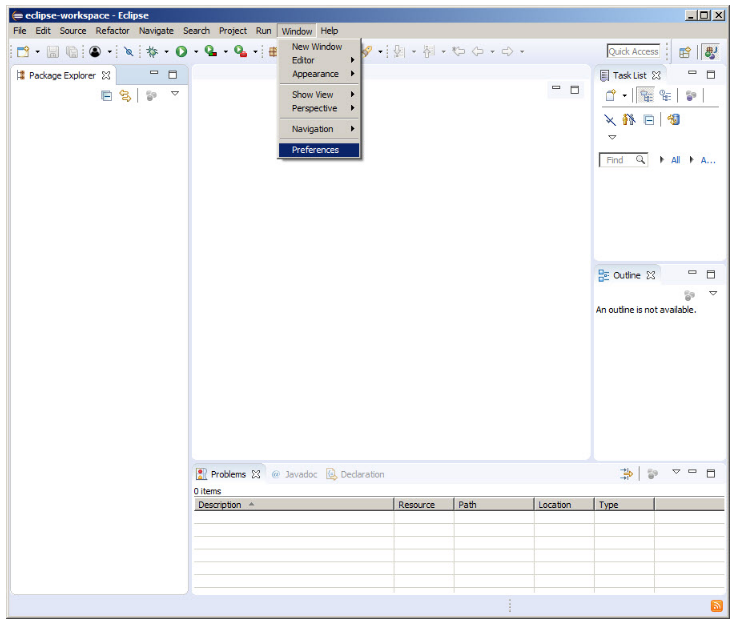 eclipse-workspace - Eclipse
File Edit Source Refactor Navigate Search Project Run Window Help
Quick Access
New Window
Editor
Appearance
Show View
Perspective
Navigation
Preferences
Package Explorer
Task List
Find All A...
Outline
An outline is not available.
Problems @ Javadoc Declaration
0 items
Description Resource Path Location Type